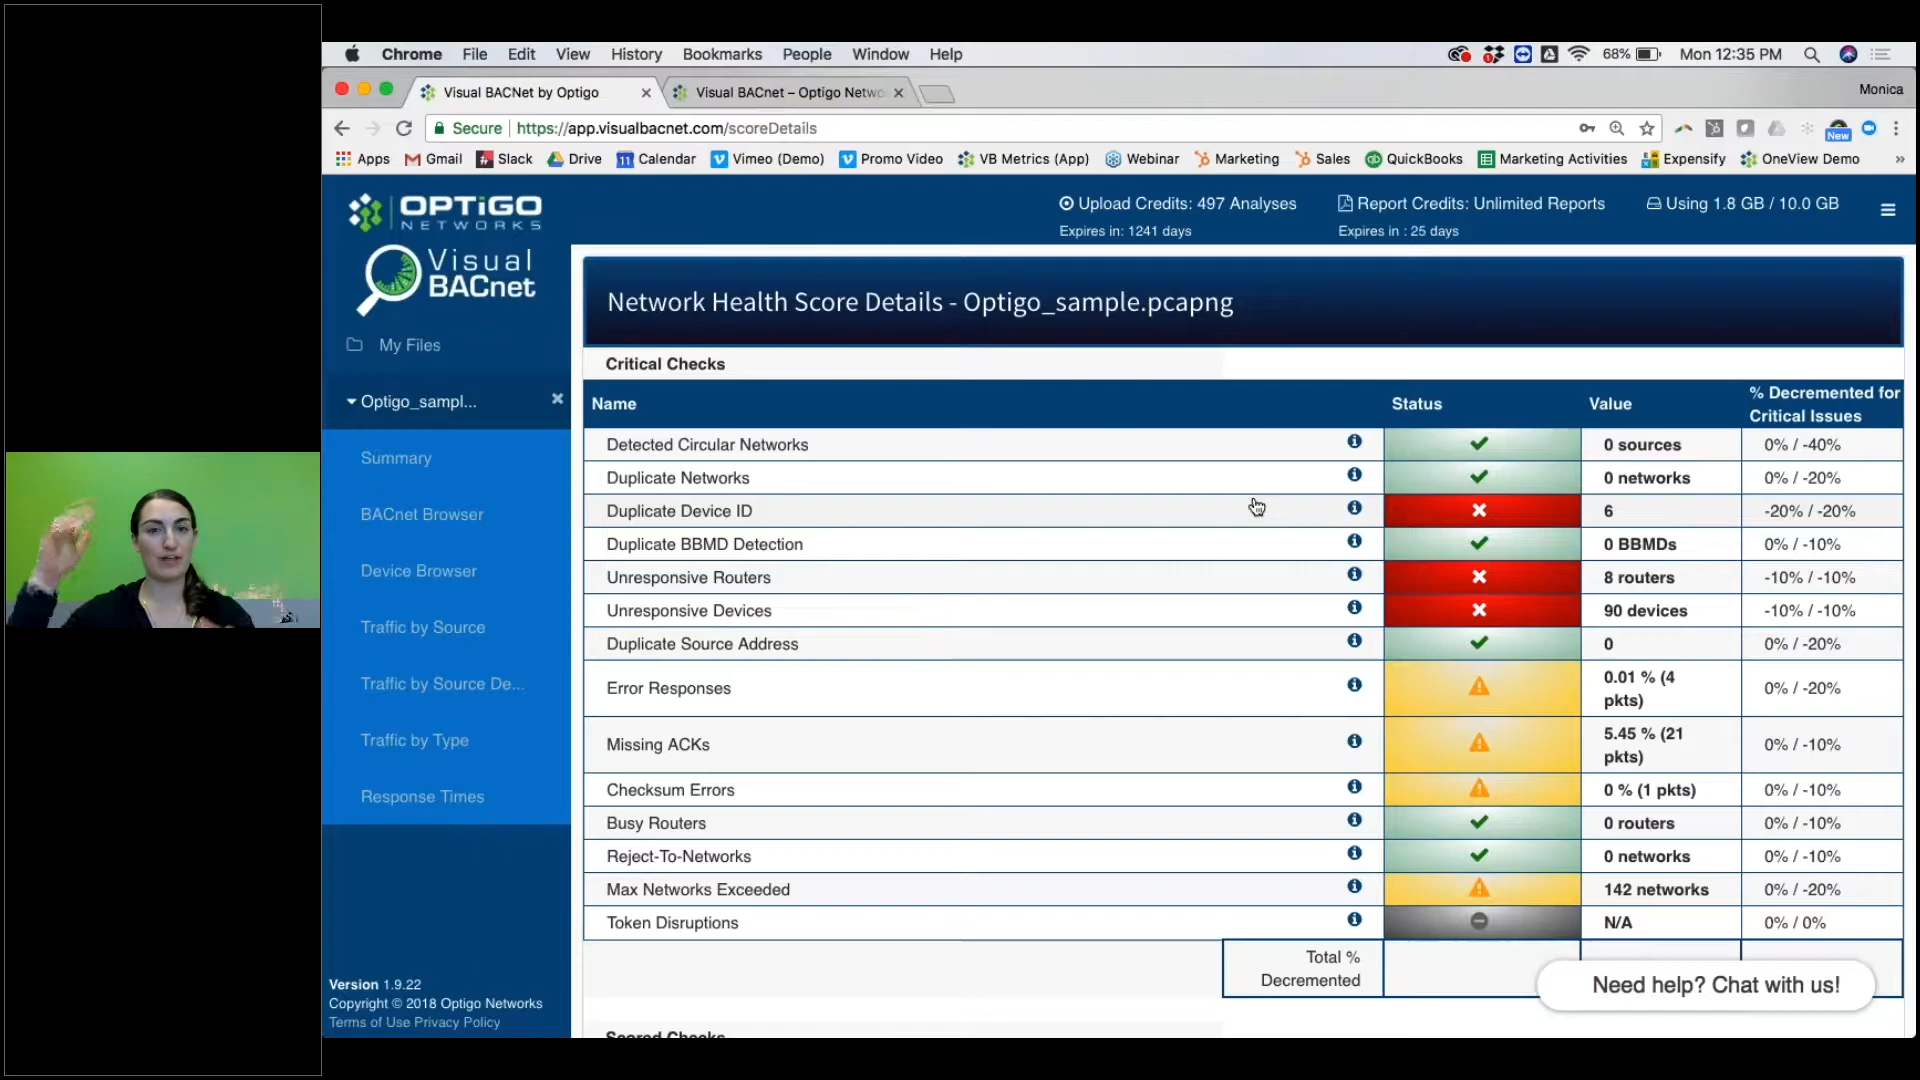 Chrome File Edit View History Bookmarks People Window Help 68% Mon 12:35 PM
Visual BACNet by Optigo Visual BACnet – Optigo Netwo Monica
Secure https://app.visualbacnet.com/scoreDetails New
Apps Gmail Slack Drive 11 Calendar Vimeo (Demo) Promo Video VB Metrics (App) Webinar Marketing Sales QuickBooks Marketing Activities Expensify OneView Demo »
OPTiGO
NETWORKS
Visual
BACnet
Upload Credits: 497 Analyses
Expires in: 1241 days
Report Credits: Unlimited Reports
Expires in : 25 days
Using 1.8 GB / 10.0 GB
My Files
Optigo_sampl...
Summary
BACnet Browser
Device Browser
Traffic by Source
Traffic by Source De...
Traffic by Type
Response Times
Version 1.9.22
Copyright © 2018 Optigo Networks
Terms of Use Privacy Policy
Network Health Score Details - Optigo_sample.pcapng
Critical Checks
Name Status Value % Decremented for
Critical Issues
Detected Circular Networks 0 sources 0% / -40%
Duplicate Networks 0 networks 0% / -20%
Duplicate Device ID 6 -20% / -20%
Duplicate BBMD Detection 0 BBMDs 0% / -10%
Unresponsive Routers 8 routers -10% / -10%
Unresponsive Devices 90 devices -10% / -10%
Duplicate Source Address 0 0% / -20%
Error Responses 0.01 % (4
pkts) 0% / -20%
Missing ACKs 5.45 % (21
pkts) 0% / -10%
Checksum Errors 0 % (1 pkts) 0% / -10%
Busy Routers 0 routers 0% / -10%
Reject-To-Networks 0 networks 0% / -10%
Max Networks Exceeded 142 networks 0% / -20%
Token Disruptions N/A 0% / 0%
Total %
Decremented
Need help? Chat with us!
Scored Checks